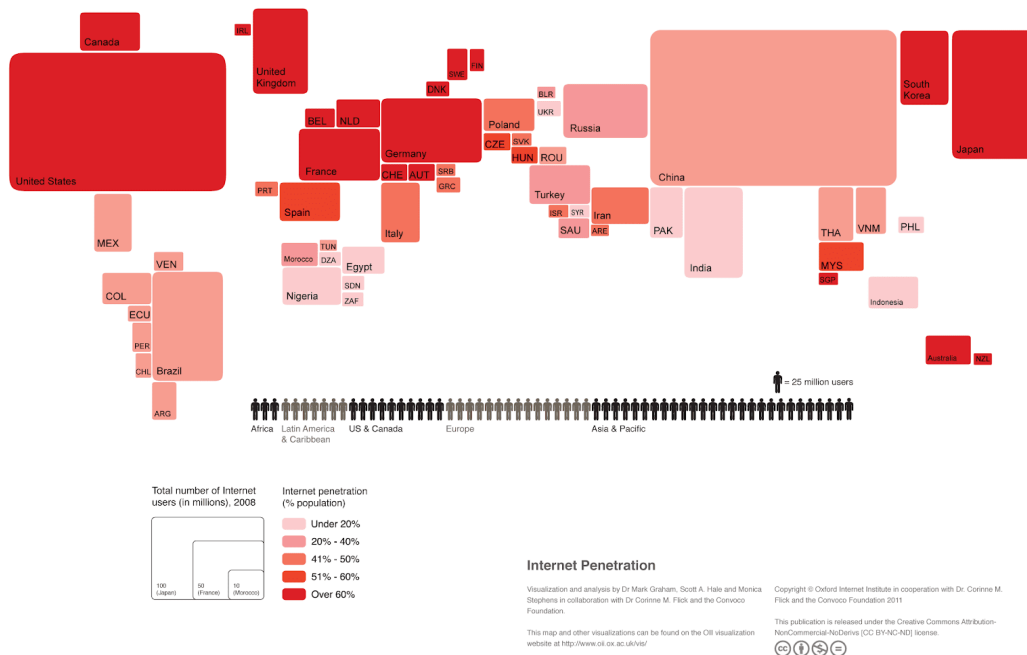 Canada
United States
MEX
VEN
COL
ECU
PER
CHL
Brazil
ARG
IRL
United
Kingdom
SWE
FIN
DNK
BEL
NLD
France
Germany
CHE
AUT
Poland
CZE
SVK
HUN
ROU
SRB
GRC
PRT
Spain
Italy
BLR
UKR
Russia
Turkey
ISR
SYR
SAU
ARE
Iran
Morocco
TUN
DZA
Egypt
Nigeria
SDN
ZAF
China
South
Korea
Japan
PAK
India
THA
VNM
PHL
MYS
SGP
Indonesia
Australia
NZL
= 25 million users
Africa
Latin America
& Caribbean
US & Canada
Europe
Asia & Pacific
Total number of Internet
users (in millions), 2008
100
(Japan)
50
(France)
10
(Morocco)
Internet penetration
(% population)
Under 20%
20% - 40%
41% - 50%
51% - 60%
Over 60%
Internet Penetration
Visualization and analysis by Dr Mark Graham, Scott A. Hale and Monica
Stephens in collaboration with Dr Corinne M. Flick and the Convoco
Foundation.
This map and other visualizations can be found on the OII visualization
website at http://www.oii.ox.ac.uk/vis/
Copyright © Oxford Internet Institute in cooperation with Dr. Corinne M.
Flick and the Convoco Foundation 2011
This publication is released under the Creative Commons Attribution-
NonCommercial-NoDerivs [CC BY-NC-ND] license.